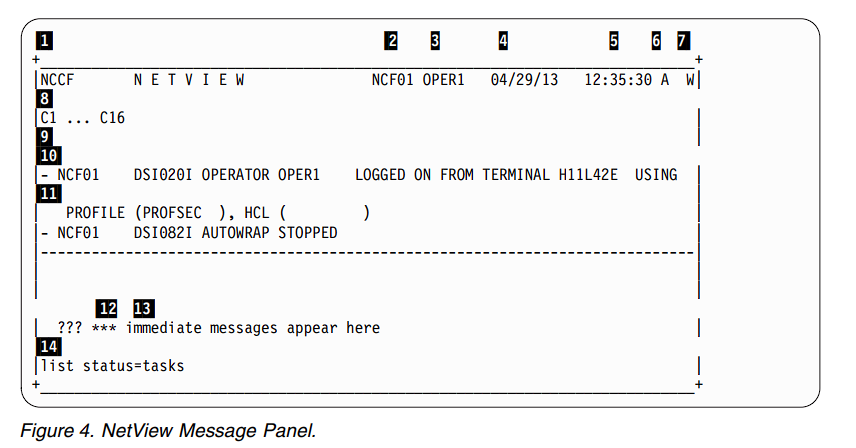 1 2 3 4 5 6 7
+_____________________________________________________________________________+
|NCCF N E T V I E W NCF01 OPER1 04/29/13 12:35:30 A W|
8
|C1 ... C16 |
9
10
|- NCF01 DSI020I OPERATOR OPER1 LOGGED ON FROM TERMINAL H11L42E USING |
11
| PROFILE (PROFSEC ), HCL ( ) |
|- NCF01 DSI082I AUTOWRAP STOPPED |
|-----------------------------------------------------------------------------|
12 13
| ??? *** immediate messages appear here |
14
|list status=tasks |
+_____________________________________________________________________________+
Figure 4. NetView Message Panel.